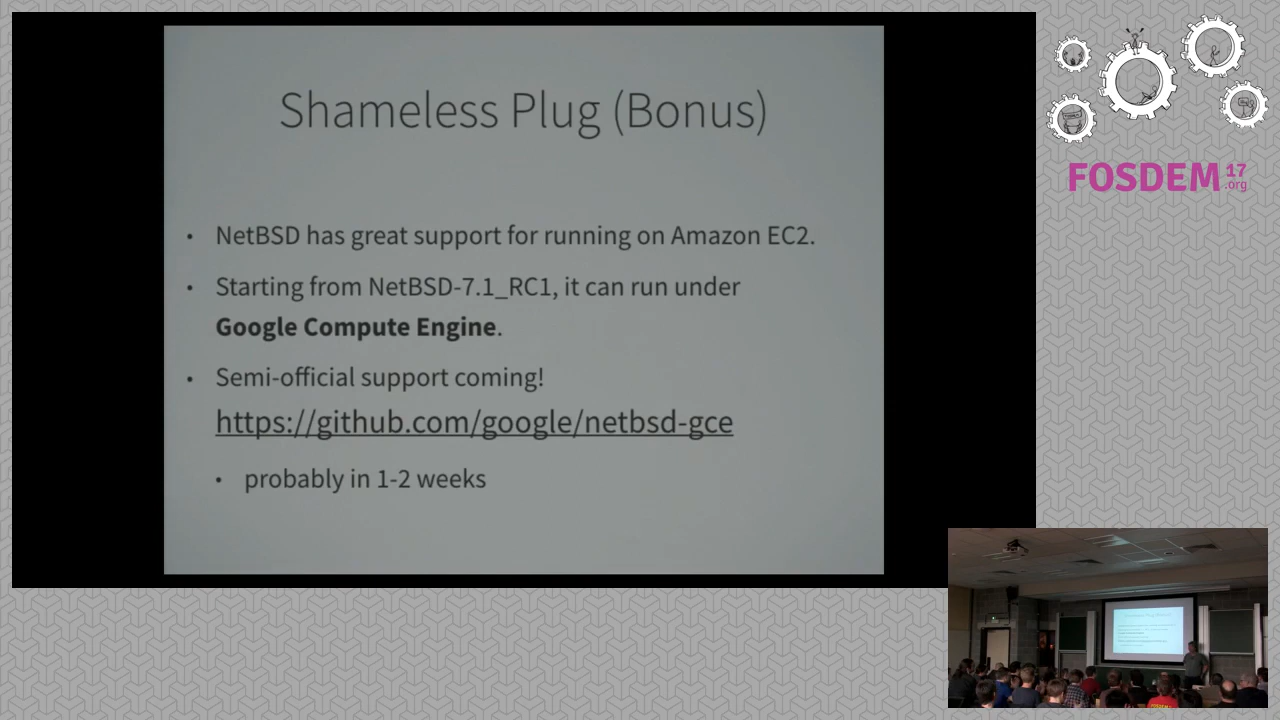 Shameless Plug (Bonus)
• NetBSD has great support for running on Amazon EC2.
• Starting from NetBSD-7.1_RC1, it can run under
Google Compute Engine.
• Semi-official support coming!
https://github.com/google/netbsd-gce
• probably in 1-2 weeks
FOSDEM 17
.org